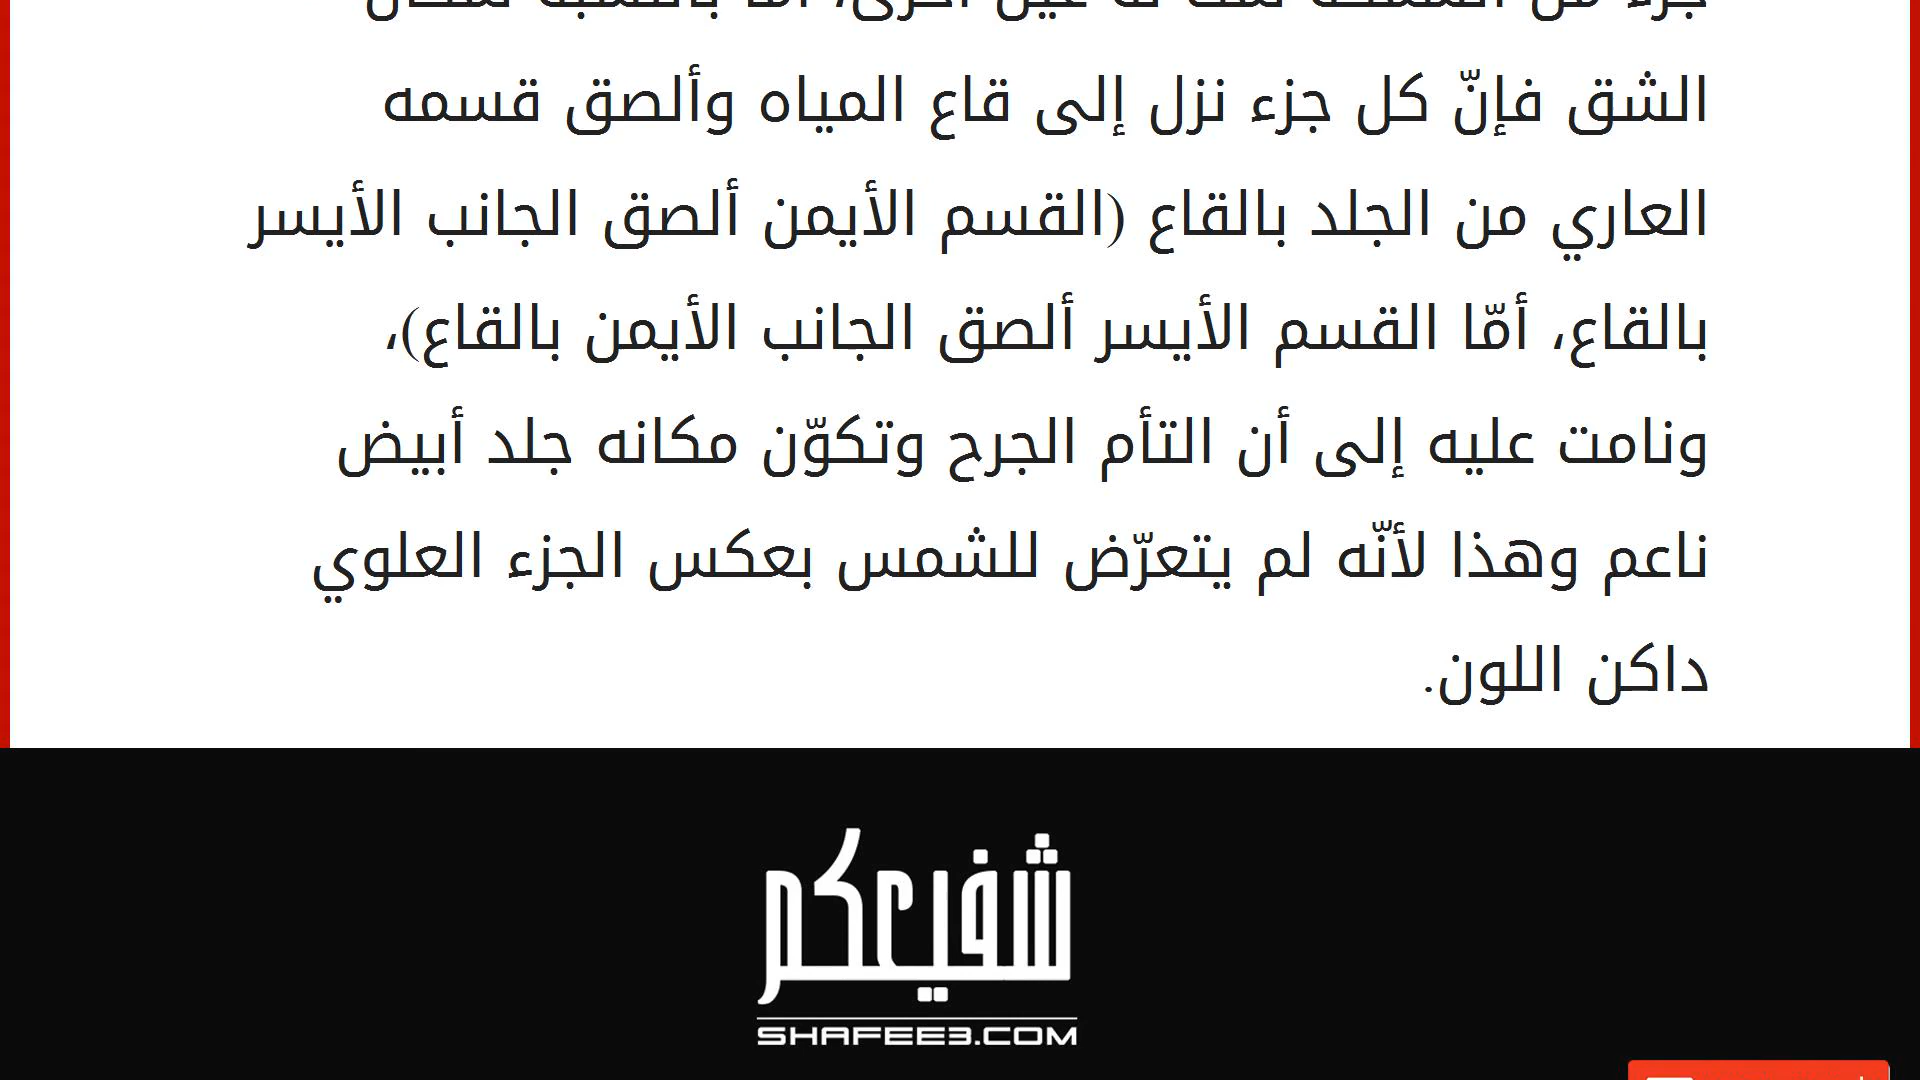 الشق فإنّ كل جزء نزل إلى قاع المياه وألصق قسمه
العاري من الجلد بالقاع (القسم الأيمن ألصق الجانب الأيسر
بالقاع، أمّا القسم الأيسر ألصق الجانب الأيمن بالقاع)،
ونامت عليه إلى أن التأم الجرح وتكوّن مكانه جلد أبيض
ناعم وهذا لأنّه لم يتعرّض للشمس بعكس الجزء العلوي
داكن اللون.
شفيعكم
SHAFEE3.COM